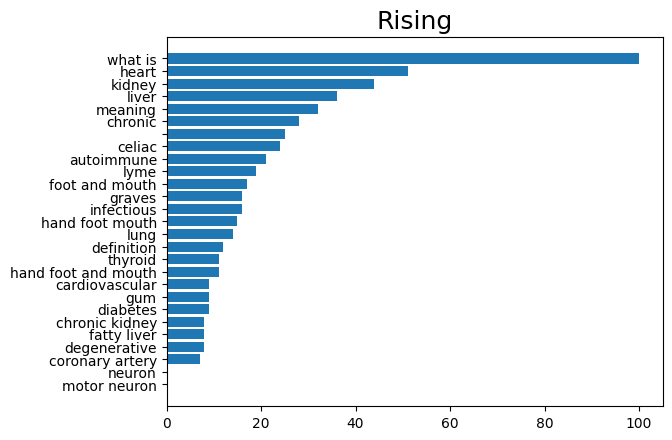 Rising
what is
heart
kidney
liver
meaning
chronic
celiac
autoimmune
lyme
foot and mouth
graves
infectious
hand foot mouth
lung
definition
thyroid
hand foot and mouth
cardiovascular
gum
diabetes
chronic kidney
fatty liver
degenerative
coronary artery
neuron
motor neuron
0 20 40 60 80 100